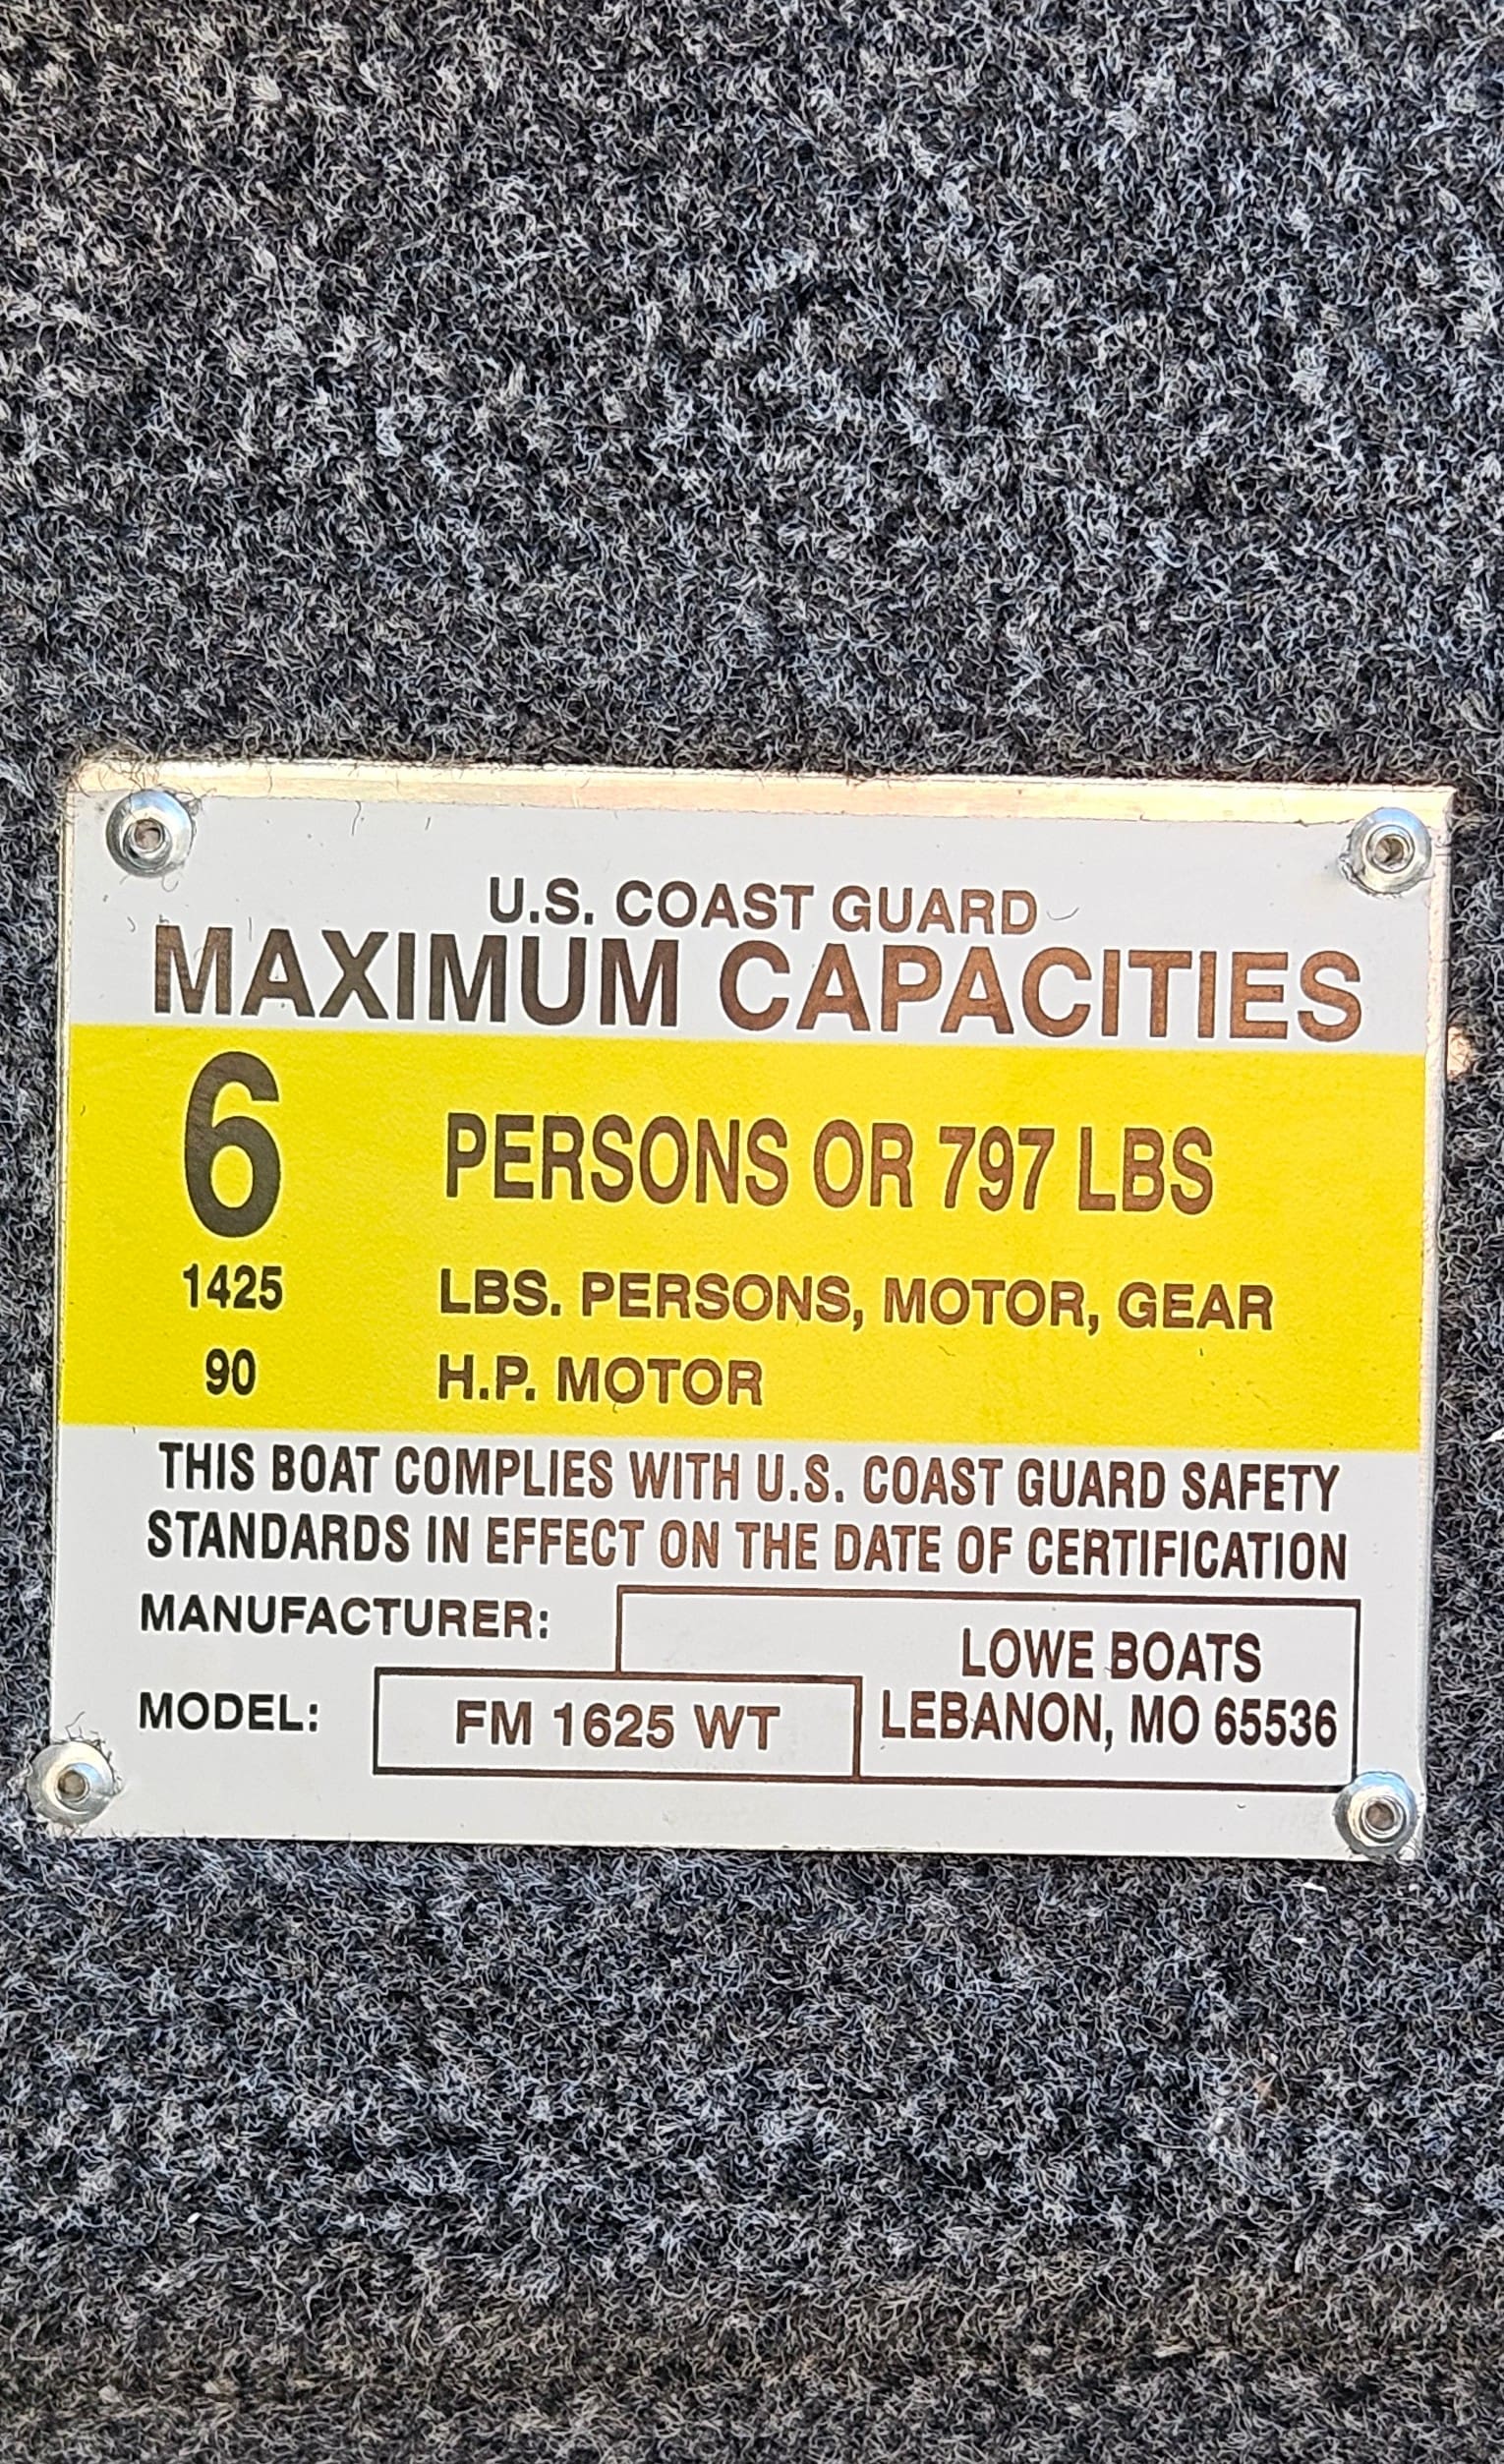 U.S. COAST GUARD
MAXIMUM CAPACITIES
6 PERSONS OR 797 LBS
1425 LBS. PERSONS, MOTOR, GEAR
90 H.P. MOTOR
THIS BOAT COMPLIES WITH U.S. COAST GUARD SAFETY
STANDARDS IN EFFECT ON THE DATE OF CERTIFICATION
MANUFACTURER: LOWE BOATS
LEBANON, MO 65536
MODEL: FM 1625 WT